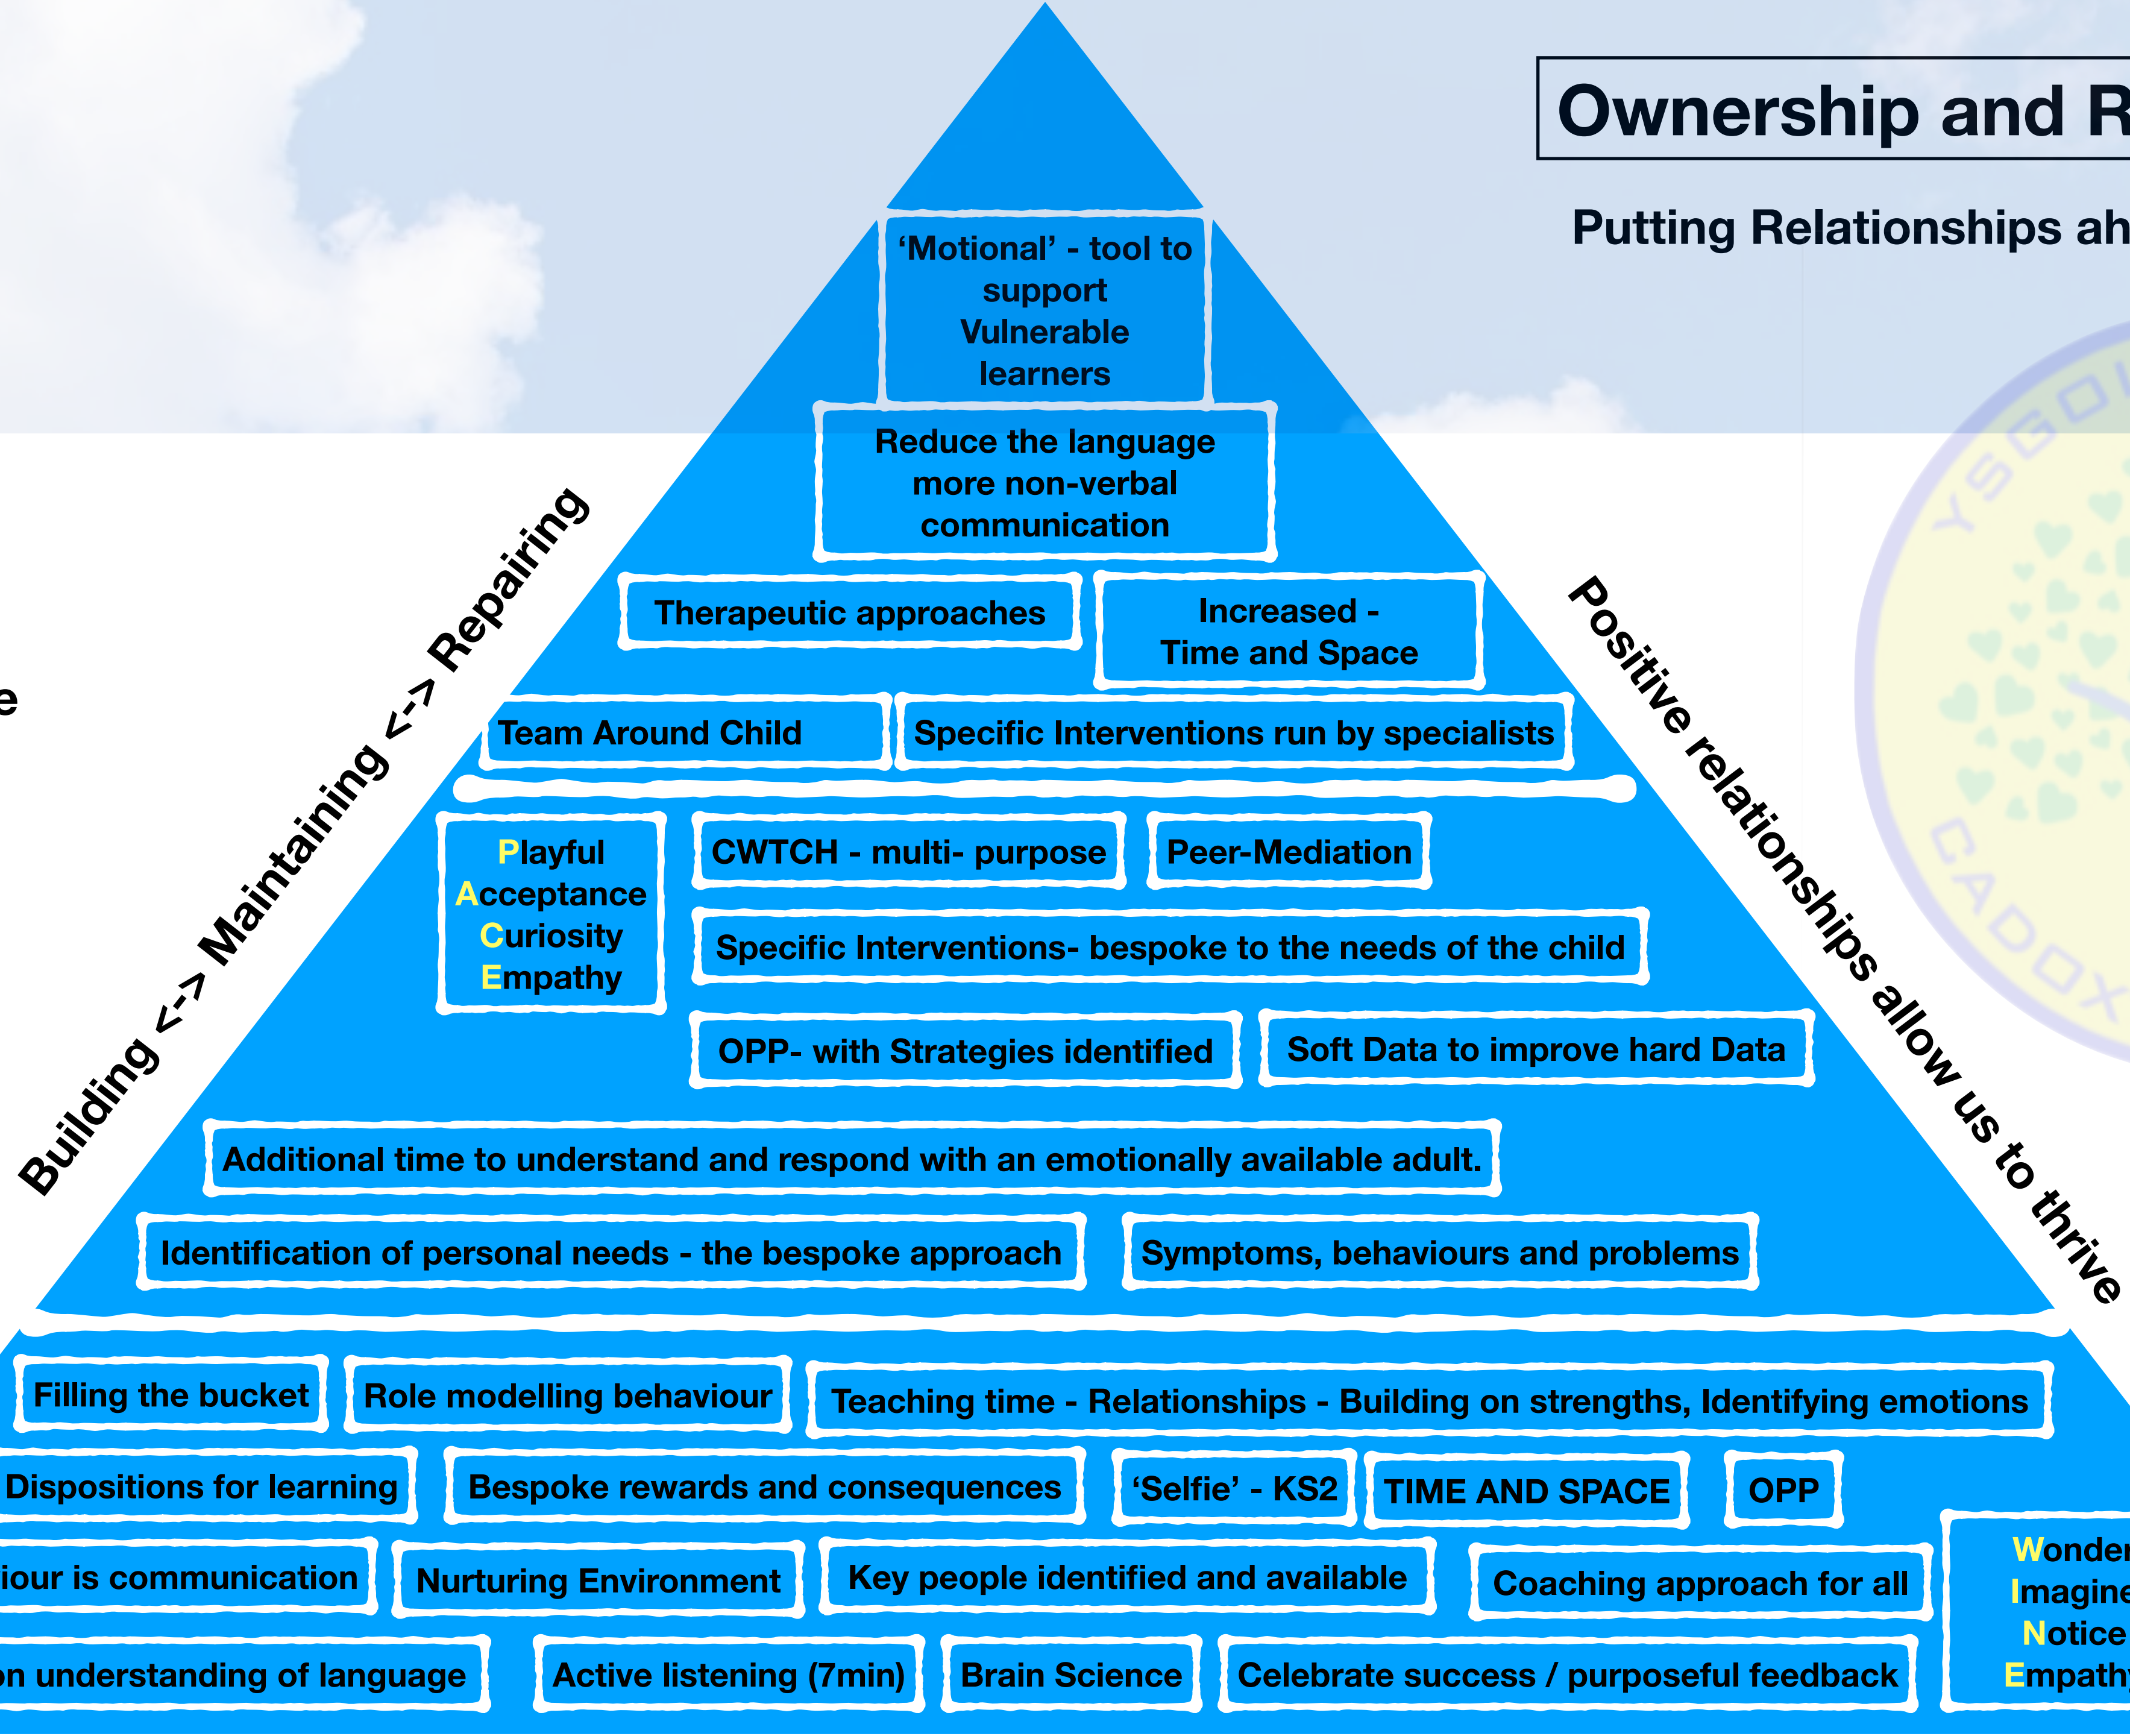 Ownership and R
Putting Relationships ah
‘Motional’ - tool to
support
Vulnerable
learners
Reduce the language
more non-verbal
communication
Therapeutic approaches
Increased -
Time and Space
Team Around Child
Specific Interventions run by specialists
Building <-> Maintaining <-> Repairing
Positive relationships allow us to thrive
e
YSGOL
CADOX
Playful
Acceptance
Curiosity
Empathy
CWTCH - multi- purpose
Peer-Mediation
Specific Interventions- bespoke to the needs of the child
OPP- with Strategies identified
Soft Data to improve hard Data
Additional time to understand and respond with an emotionally available adult.
Identification of personal needs - the bespoke approach
Symptoms, behaviours and problems
Filling the bucket
Role modelling behaviour
Teaching time - Relationships - Building on strengths, Identifying emotions
Dispositions for learning
Bespoke rewards and consequences
‘Selfie’ - KS2
TIME AND SPACE
OPP
iour is communication
Nurturing Environment
Key people identified and available
Coaching approach for all
Wonder
Imagine
Notice
Empathy
on understanding of language
Active listening (7min)
Brain Science
Celebrate success / purposeful feedback